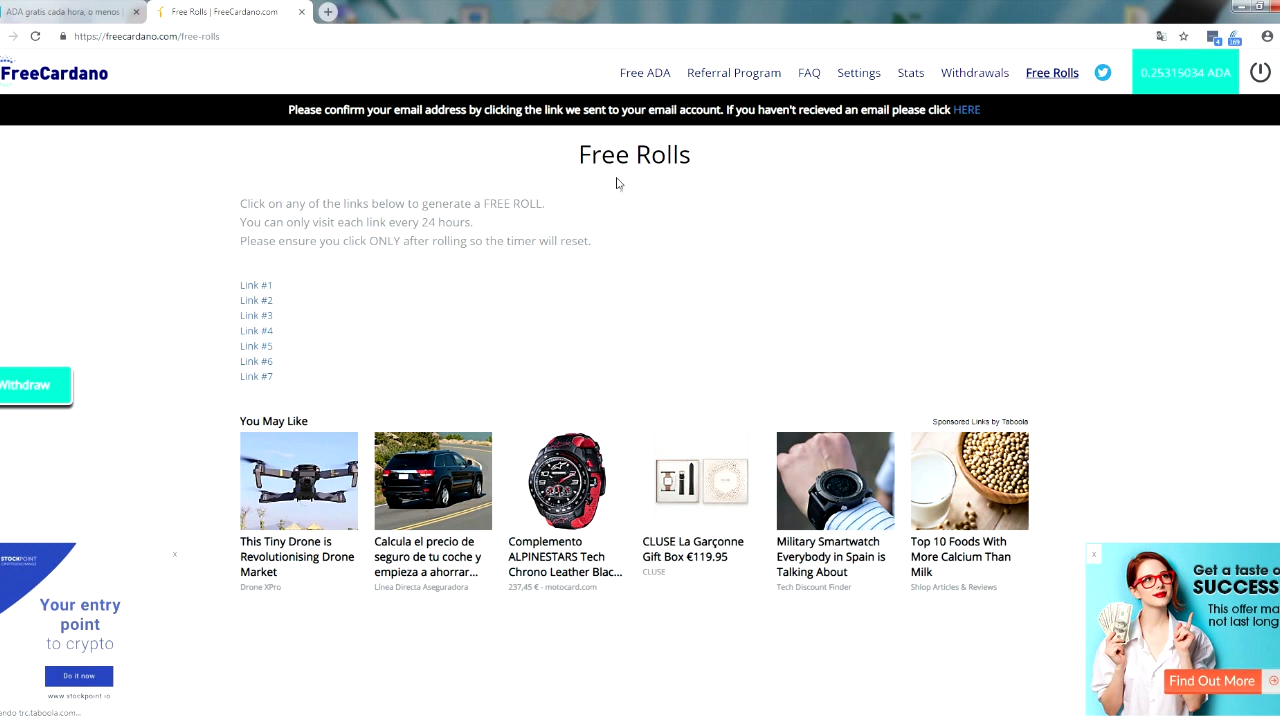 ADA gratis cada hora, o menos |
Free Rolls | FreeCardano.com
https://freecardano.com/free-rolls
4
169
FreeCardano
Free ADA
Referral Program
FAQ
Settings
Stats
Withdrawals
Free Rolls
0.25315034 ADA
Please confirm your email address by clicking the link we sent to your email account. If you haven't recieved an email please click HERE
Free Rolls
Click on any of the links below to generate a FREE ROLL.
You can only visit each link every 24 hours.
Please ensure you click ONLY after rolling so the timer will reset.
Link #1
Link #2
Link #3
Link #4
Link #5
Link #6
Link #7
Withdraw
You May Like
Sponsored Links by Taboola
This Tiny Drone is
Revolutionising Drone
Market
Drone XPro
Calcula el precio de
seguro de tu coche y
empieza a ahorrar...
Línea Directa Aseguradora
Complemento
ALPINESTARS Tech
Chrono Leather Blac...
237,45 € - motocard.com
CLUSE La Garçonne
Gift Box €119.95
CLUSE
Military Smartwatch
Everybody in Spain is
Talking About
Tech Discount Finder
Top 10 Foods With
More Calcium Than
Milk
Shlop Articles & Reviews
STOCKPOINT
x
Your entry
point
to crypto
Do it now
www.stockpoint.io
ando trc.taboola.com...
x
Get a taste o
SUCCESS
This offer ma
not last long
Find Out More